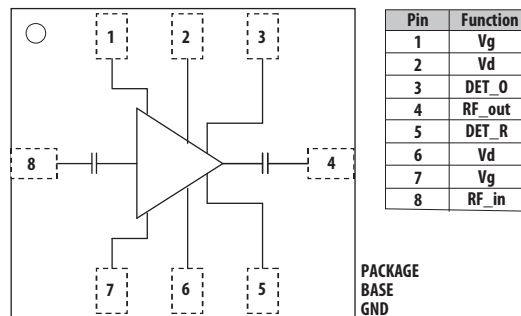 1
2
3
8
4
7
6
5
PACKAGE
BASE
GND
Pin Function
1 Vg
2 Vd
3 DET_O
4 RF_out
5 DET_R
6 Vd
7 Vg
8 RF_in